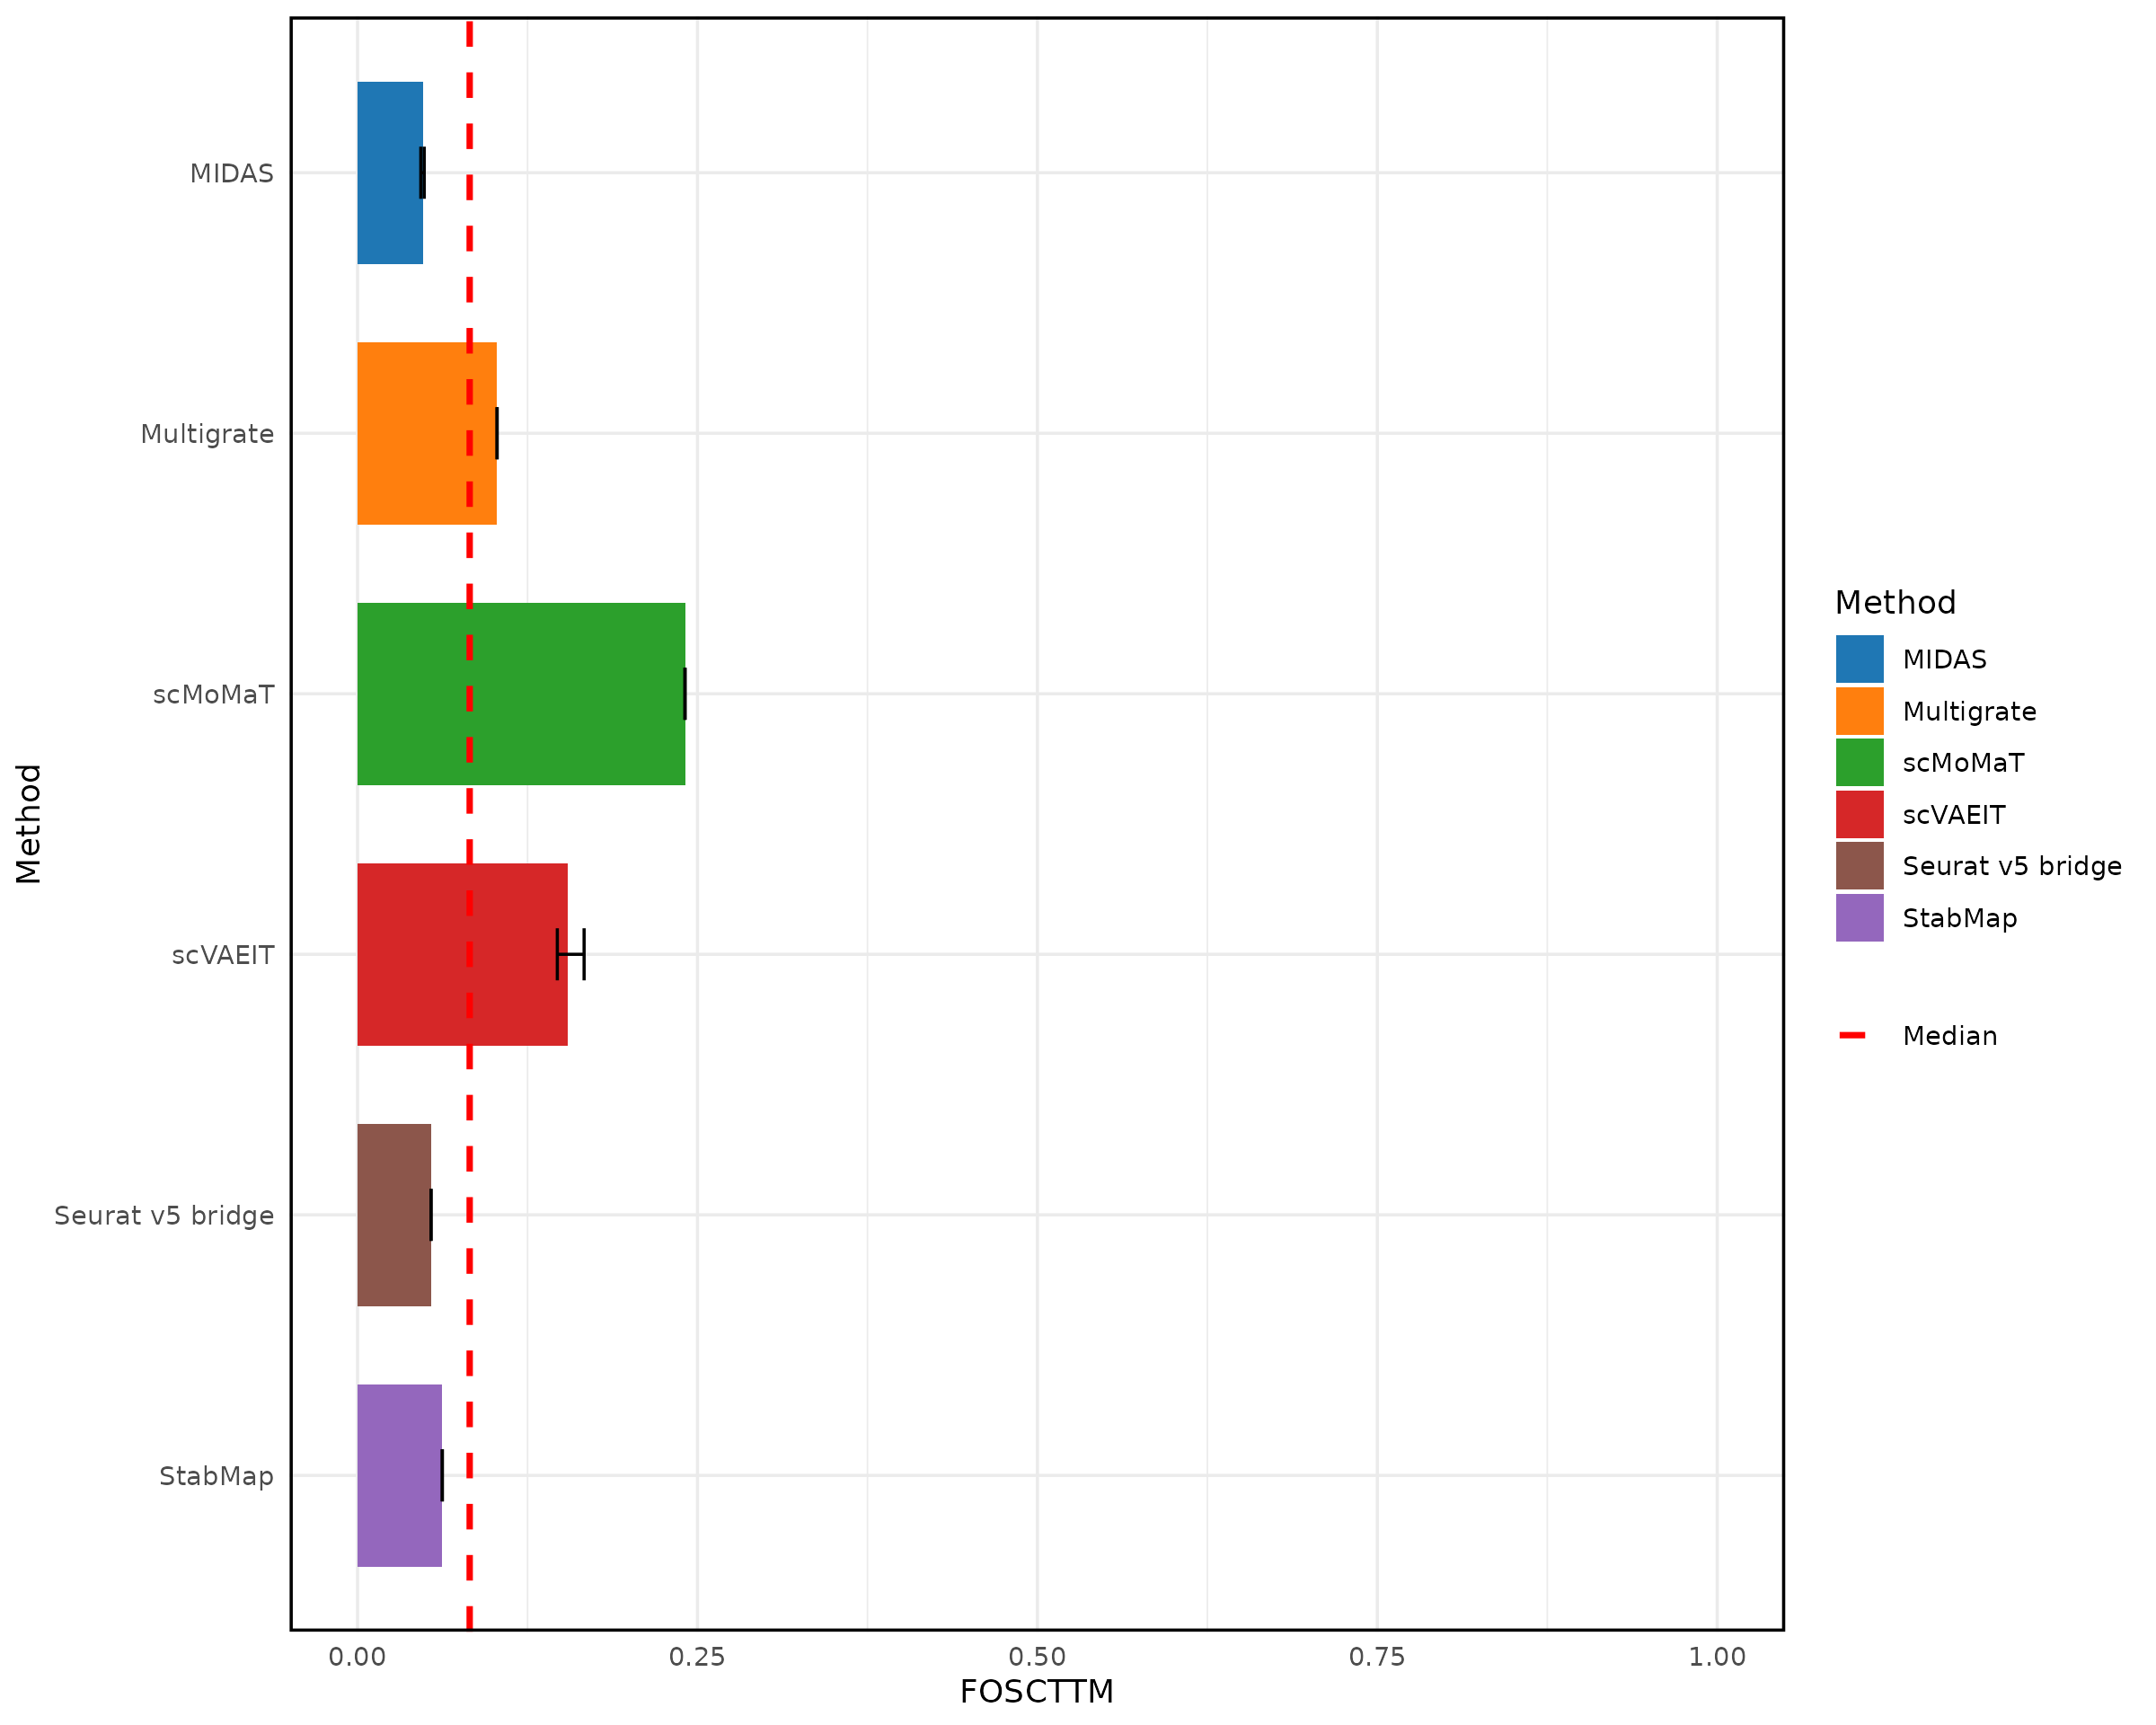 MIDAS
Multigrate
scMoMaT
scVAEIT
Seurat v5 bridge
StabMap
Method
0.00 0.25 0.50 0.75 1.00
FOSCTTM
Method
MIDAS
Multigrate
scMoMaT
scVAEIT
Seurat v5 bridge
StabMap
Median